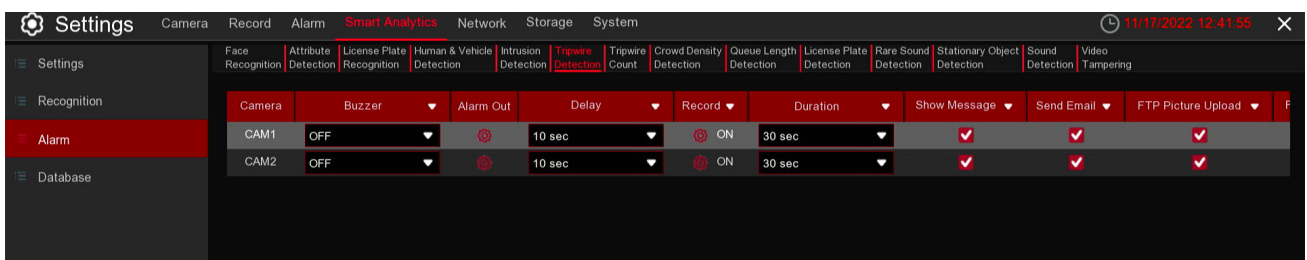 Settings Camera Record Alarm Smart Analytics Network Storage System 11/17/2022 12:41:55
Face Recognition Attribute Detection License Plate Recognition Human & Vehicle Detection Intrusion Detection Tripwire Detection Tripwire Count Crowd Density Detection Queue Length Detection License Plate Detection Rare Sound Detection Stationary Object Detection Sound Detection Video Tampering
Settings
Recognition
Alarm
Database
Camera Buzzer Alarm Out Delay Record Duration Show Message Send Email FTP Picture Upload
CAM1 OFF 10 sec ON 30 sec
CAM2 OFF 10 sec ON 30 sec